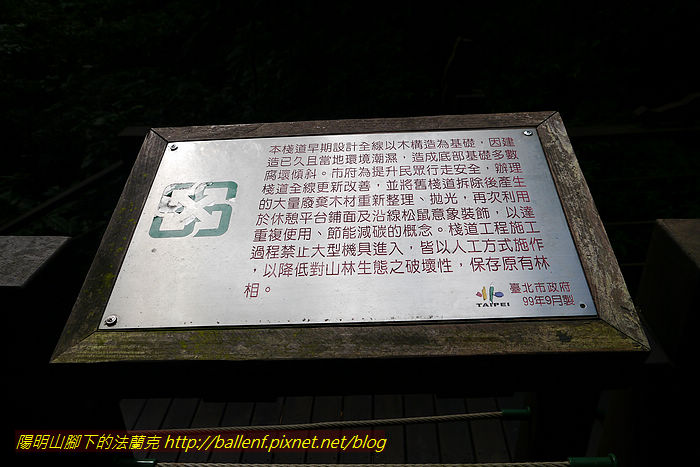 本棧道早期設計全線以木構造為基礎，因建
造已久且當地環境潮濕，造成底部基礎多數
腐壞傾斜。市府為提升民眾行走安全，辦理
棧道全線更新改善，並將舊棧道拆除後產生
的大量廢棄木材重新整理、拋光，再次利用
於休憩平台鋪面及沿線松鼠意象裝飾，以達
重複使用、節能減碳的概念。棧道工程施工
過程禁止大型機具進入，皆以人工方式施作
，以降低對山林生態之破壞性，保存原有林
相。
TAIPEI
臺北市政府
99年9月製
陽明山腳下的法蘭克 http://ballenf.pixnet.net/blog